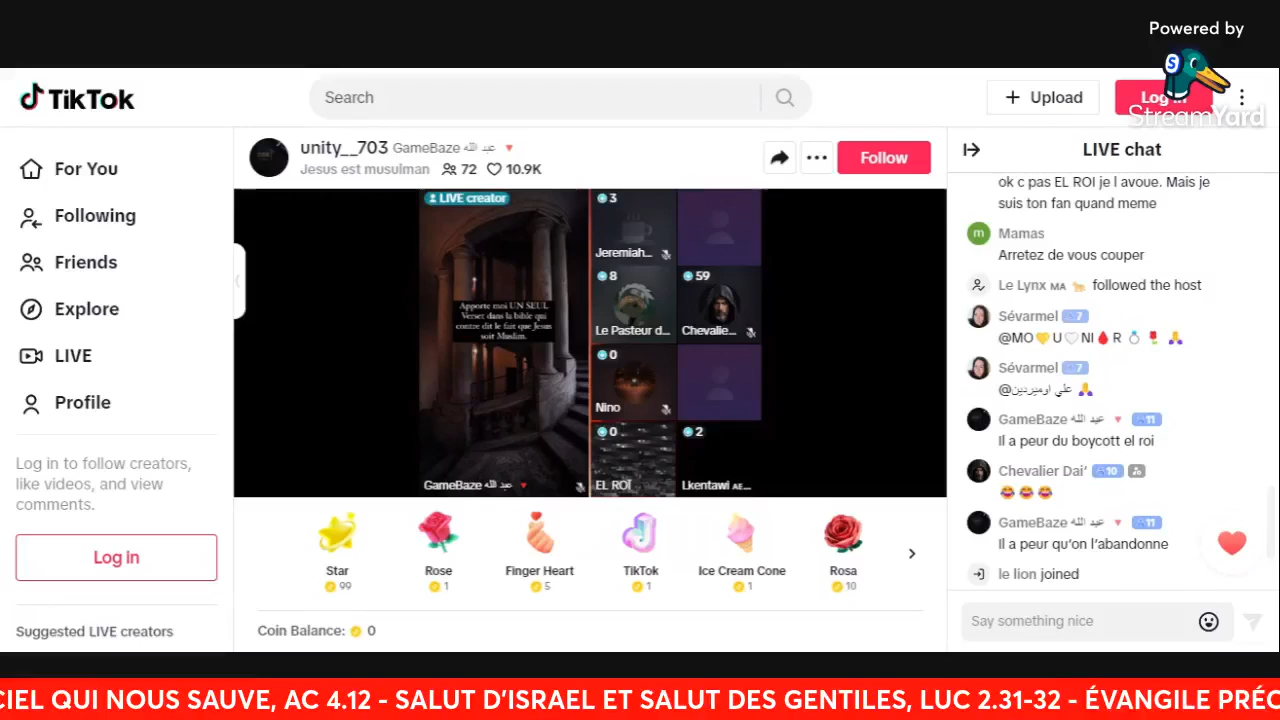 Powered by
StreamYard
TikTok
Search
Upload
unity__703 GameBaze عبد الله
Jesus est musulman 72 10.9K
Follow
LIVE chat
For You
Following
Friends
Explore
LIVE
Profile
Log in to follow creators,
like videos, and view
comments.
Log in
Suggested LIVE creators
LIVE creator
Apporte moi UN SEUL
Verset dans la bible qui
contre dit le fait que Jesus
soit Muslim.
GameBaze عبد الله
3
Jeremiah...
8
Le Pasteur d...
59
Chevalie...
0
Nino
0
EL ROÏ
2
Lkentawi AE...
Star
99
Rose
1
Finger Heart
5
TikTok
1
Ice Cream Cone
1
Rosa
10
Coin Balance: 0
ok c pas EL ROI je l avoue. Mais je
suis ton fan quand meme
m Mamas
Arretez de vous couper
Le Lynx MA followed the host
Sévarmel 7
@MO💛U🤍NI🩸R 💍 🌹 🙏
Sévarmel 7
@علي اوميردين 🙏
GameBaze عبد الله 11
Il a peur du boycott el roi
Chevalier Dai’ 10
😂😂😂
GameBaze عبد الله 11
Il a peur qu’on l’abandonne
le lion joined
Say something nice
CIEL QUI NOUS SAUVE, AC 4.12 - SALUT D'ISRAEL ET SALUT DES GENTILES, LUC 2.31-32 - ÉVANGILE PRÉC